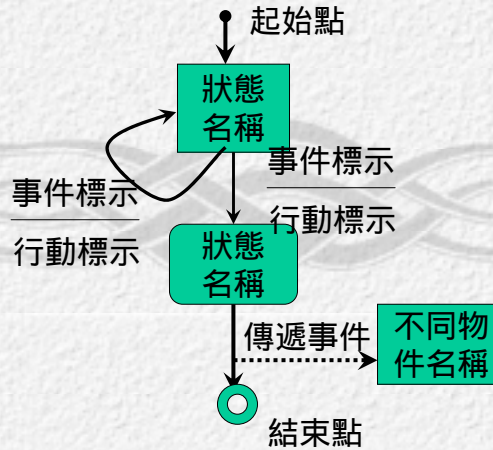 起始點
狀態
名稱
事件標示
行動標示
事件標示
行動標示
狀態
名稱
傳遞事件
不同物
件名稱
結束點